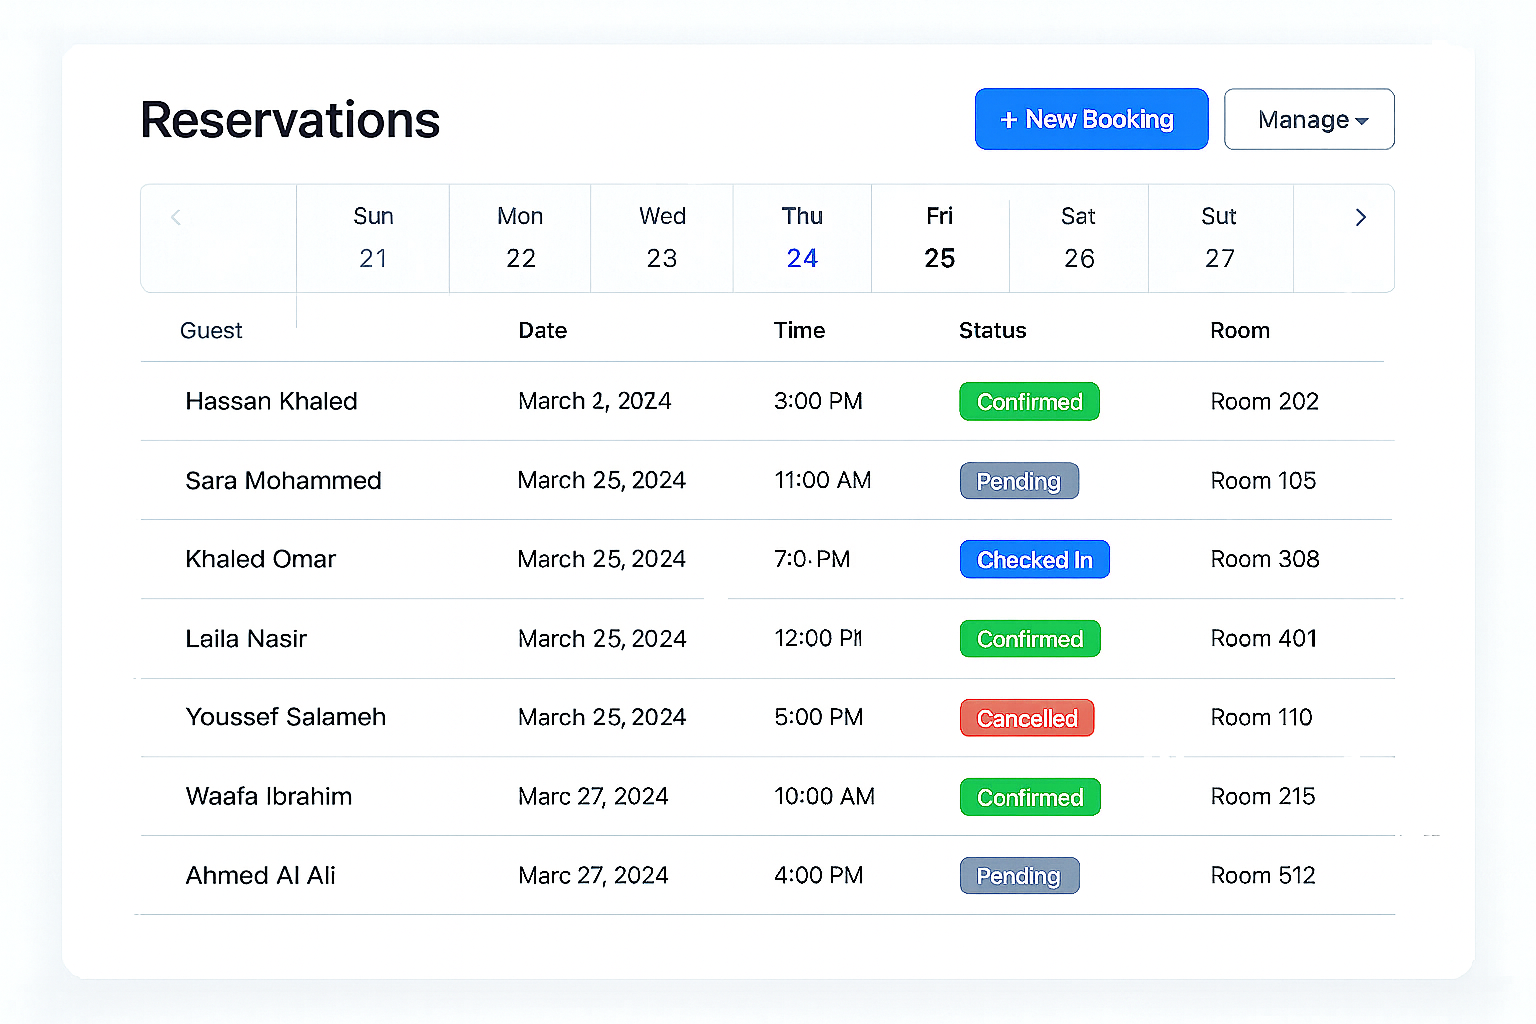 Reservations
+ New Booking
Manage
Sun Mon Wed Thu Fri Sat Sut
21 22 23 24 25 26 27
Guest Date Time Status Room
Hassan Khaled March 2, 2024 3:00 PM Confirmed Room 202
Sara Mohammed March 25, 2024 11:00 AM Pending Room 105
Khaled Omar March 25, 2024 7:0. PM Checked In Room 308
Laila Nasir March 25, 2024 12:00 Room 401 Confirmed
Youssef Salameh March 25, 2024 5:00 PM Cancelled Room 110
Waafa Ibrahim Marc 27, 2024 10:00 AM Confirmed Room 215
Ahmed Al Ali Marc 27, 2024 4:00 PM Pending Room 512